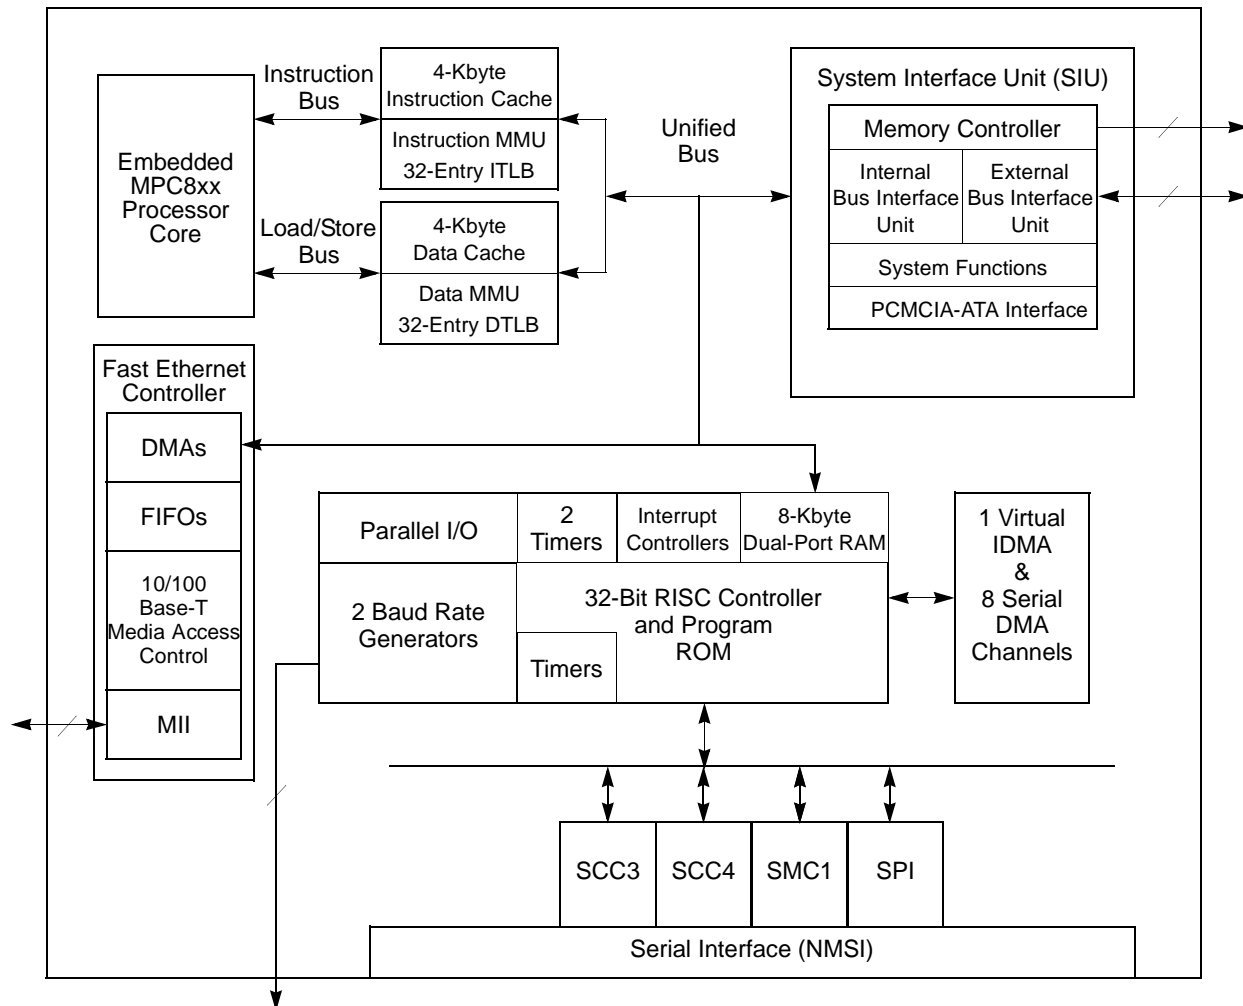 Instruction
Bus
4-Kbyte
Instruction Cache
Instruction MMU
32-Entry ITLB
Embedded
MPC8xx
Processor
Core
Load/Store
Bus
4-Kbyte
Data Cache
Data MMU
32-Entry DTLB
Unified
Bus
System Interface Unit (SIU)
Memory Controller
Internal
Bus Interface
Unit
External
Bus Interface
Unit
System Functions
PCMCIA-ATA Interface
Fast Ethernet
Controller
DMAs
FIFOs
10/100
Base-T
Media Access
Control
MII
Parallel I/O
2
Timers
Interrupt
Controllers
8-Kbyte
Dual-Port RAM
2 Baud Rate
Generators
32-Bit RISC Controller
and Program
ROM
Timers
1 Virtual
IDMA
&
8 Serial
DMA
Channels
SCC3
SCC4
SMC1
SPI
Serial Interface (NMSI)